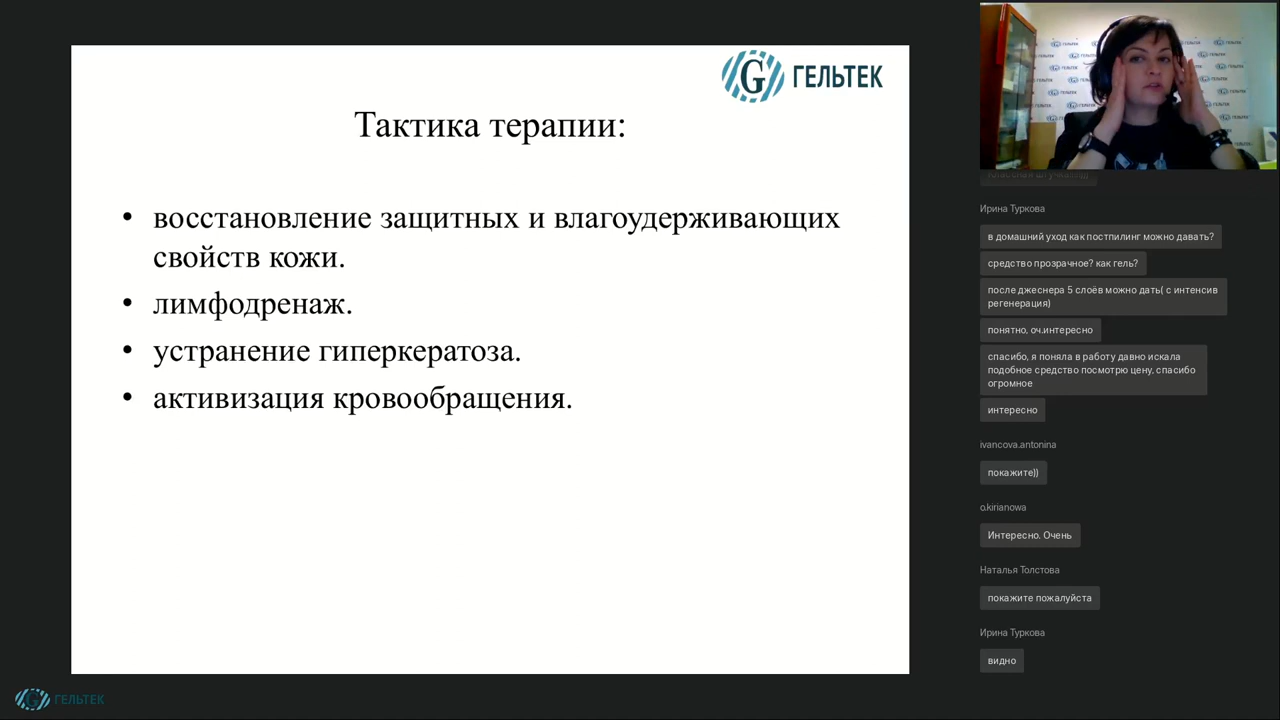 ГЕЛЬТЕК
Тактика терапии:
• восстановление защитных и влагоудерживающих
свойств кожи.
• лимфодренаж.
• устранение гиперкератоза.
• активизация кровообращения.
Ирина Туркова
в домашний уход как постпилинг можно давать?
средство прозрачное? как гель?
после джеснера 5 слоёв можно дать( с интенсив
регенерация)
понятно, оч.интересно
спасибо, я поняла в работу давно искала
подобное средство посмотрю цену. спасибо
огромное
интересно
ivancova.antonina
покажите))
o.kirianowa
Интересно. Очень
Наталья Толстова
покажите пожалуйста
Ирина Туркова
видно
ГЕЛЬТЕК